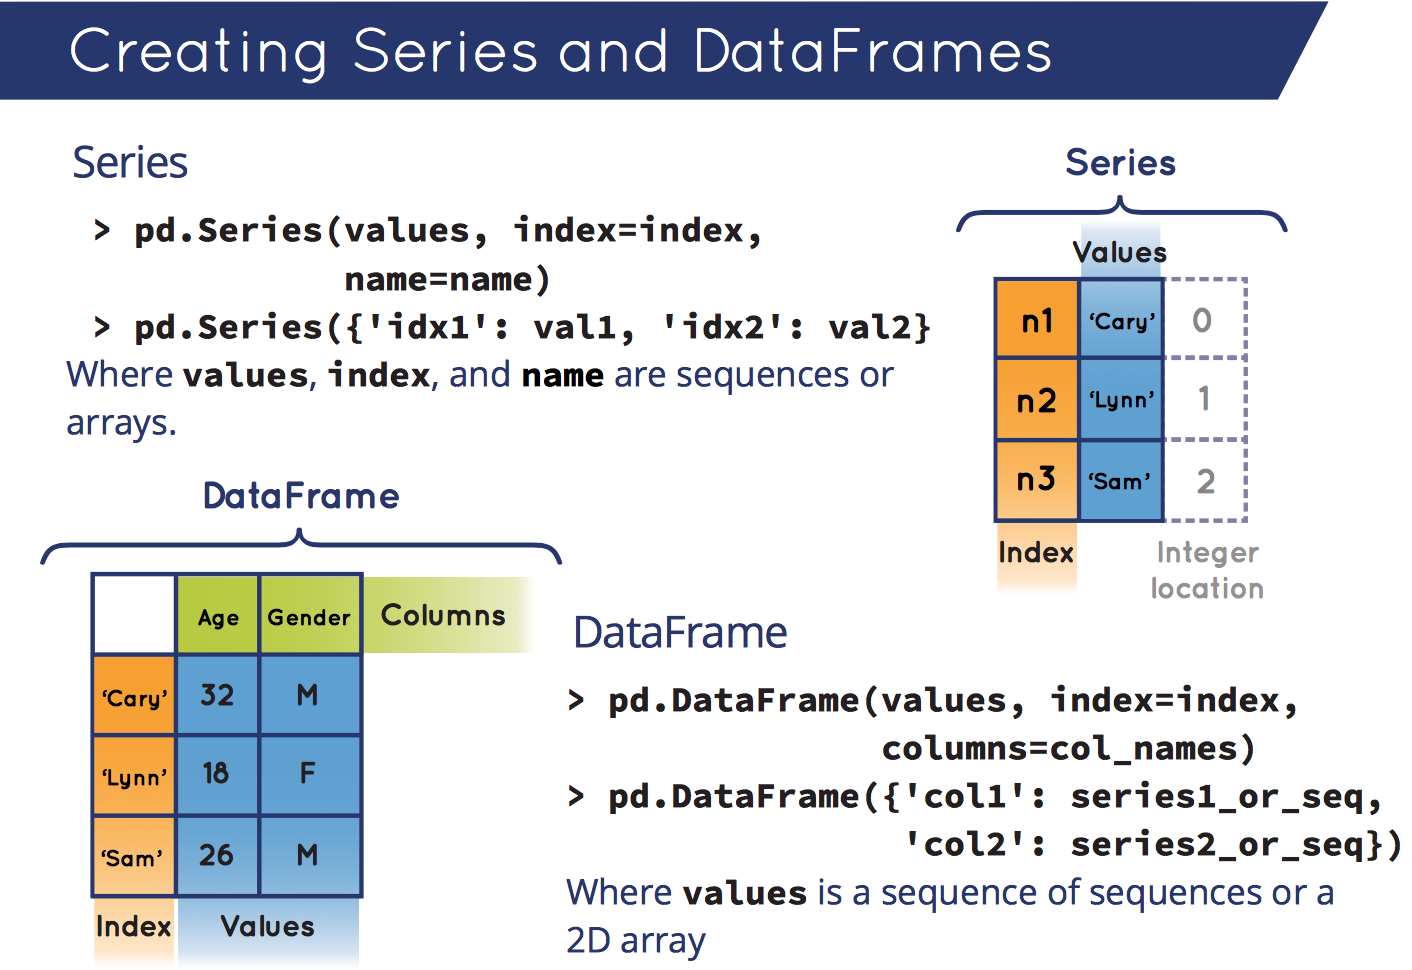 Creating Series and DataFrames
Series
> pd.Series(values, index=index,
name=name)
> pd.Series({'idx1': val1, 'idx2': val2}
Where values, index, and name are sequences or
arrays.
Series
Values
n1 ‘Cary’ 0
n2 ‘Lynn’ 1
n3 ‘Sam’ 2
Index Integer
location
DataFrame
Age Gender Columns
‘Cary’ 32 M
‘Lynn’ 18 F
‘Sam’ 26 M
Index Values
DataFrame
> pd.DataFrame(values, index=index,
columns=col_names)
> pd.DataFrame({'col1': series1_or_seq,
'col2': series2_or_seq})
Where values is a sequence of sequences or a
2D array